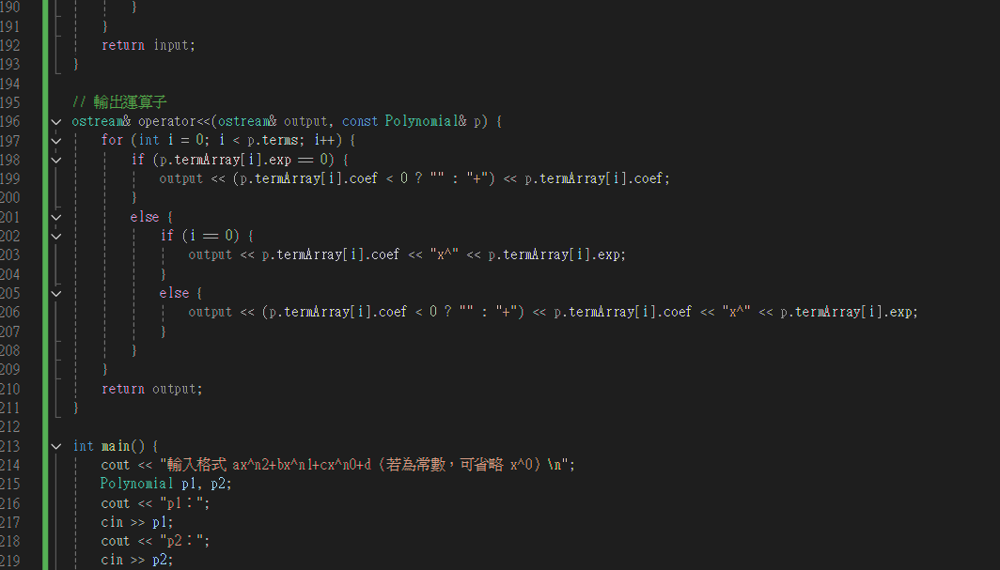 190 }
191 }
192 return input;
193 }
194
195 // 輸出運算子
196 ostream& operator<<(ostream& output, const Polynomial& p) {
197 for (int i = 0; i < p.terms; i++) {
198 if (p.termArray[i].exp == 0) {
199 output << (p.termArray[i].coef < 0 ? "" : "+") << p.termArray[i].coef;
200 }
201 else {
202 if (i == 0) {
203 output << p.termArray[i].coef << "x^" << p.termArray[i].exp;
204 }
205 else {
206 output << (p.termArray[i].coef < 0 ? "" : "+") << p.termArray[i].coef << "x^" << p.termArray[i].exp;
207 }
208 }
209 }
210 return output;
211 }
212
213 int main() {
214 cout << "輸入格式 ax^n2+bx^n1+cx^n0+d（若為常數，可省略 x^0）\n";
215 Polynomial p1, p2;
216 cout << "p1：";
217 cin >> p1;
218 cout << "p2：";
219 cin >> p2;